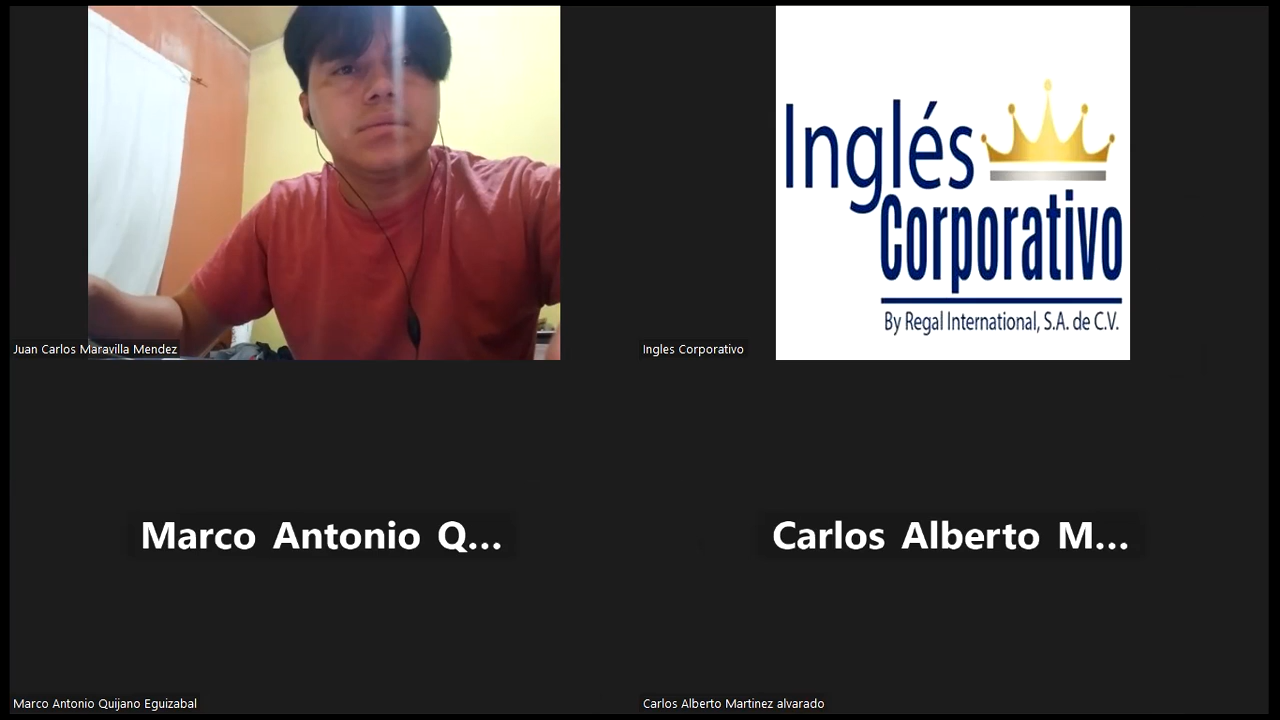 Inglés
Corporativo
By Regal International, S.A. de C.V.
Juan Carlos Maravilla Mendez
Ingles Corporativo
Marco Antonio Q...
Carlos Alberto M...
Marco Antonio Quijano Eguizabal
Carlos Alberto Martinez alvarado